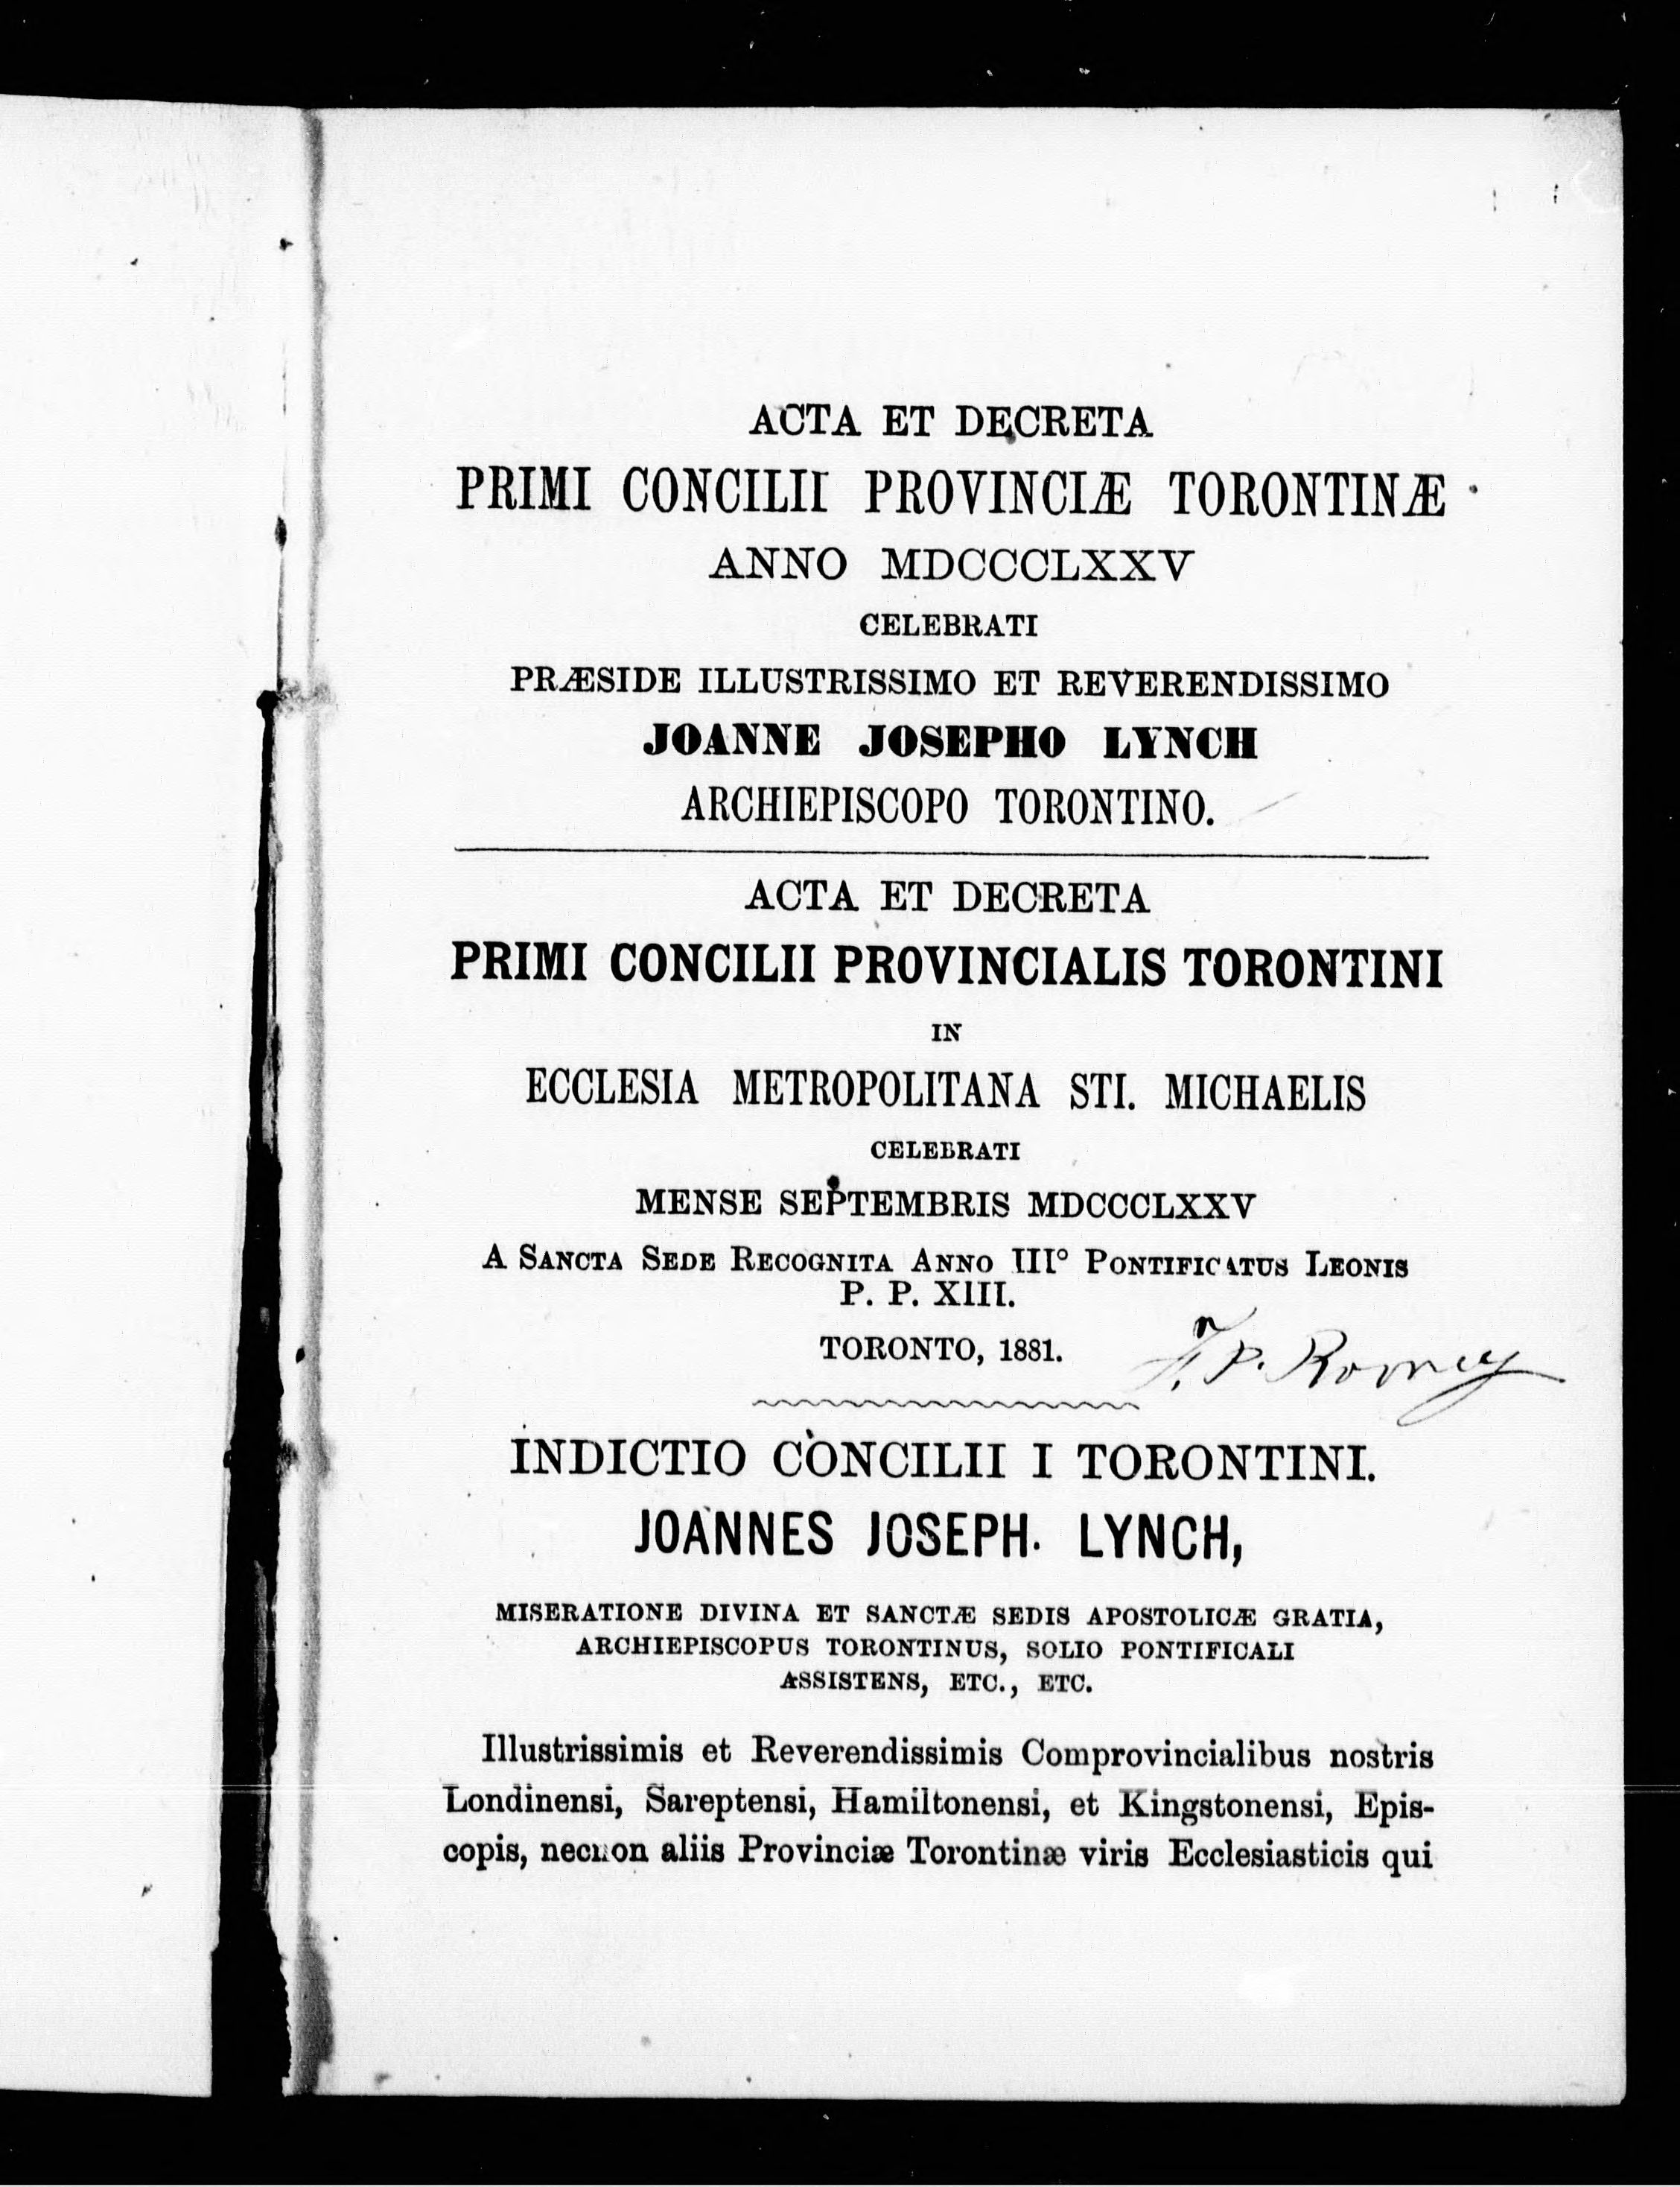 ACTA ET DECRETA
PRIMI CONCILII PROVINCIÆ TORONTINÆ
ANNO MDCCCLXXV
CELEBRATI
PRÆSIDE ILLUSTRISSIMO ET REVERENDISSIMO
JOANNE JOSEPHO LYNCH
ARCHIEPISCOPO TORONTINO.
ACTA ET DECRETA
PRIMI CONCILII PROVINCIALIS TORONTINI
IN
ECCLESIA METROPOLITANA STI. MICHAELIS
CELEBRATI
MENSE SEPTEMBRIS MDCCCLXXV
A SANCTA SEDE RECOGNITA ANNO III° PONTIFICATUS LEONIS
P. P. XIII.
TORONTO, 1881.
P. Rooney
INDICTIO CONCILII I TORONTINI.
JOANNES JOSEPH. LYNCH,
MISERATIONE DIVINA ET SANCTÆ SEDIS APOSTOLICÆ GRATIA,
ARCHIEPISCOPUS TORONTINUS, SOLIO PONTIFICALI
ASSISTENS, ETC., ETC.
Illustrissimis et Reverendissimis Comprovincialibus nostris
Londinensi, Sareptensi, Hamiltonensi, et Kingstonensi, Epis-
copis, necnon aliis Provinciæ Torontinæ viris Ecclesiasticis qui